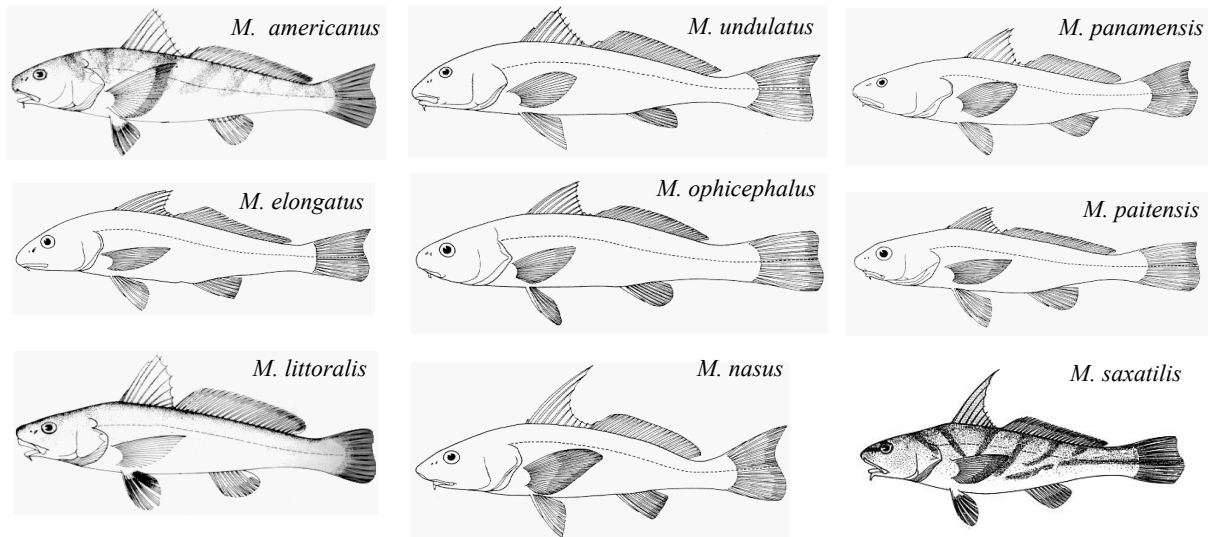 M. americanus
M. undulatus
M. panamensis
M. elongatus
M. ophicephalus
M. paitensis
M. littoralis
M. nasus
M. saxatilis